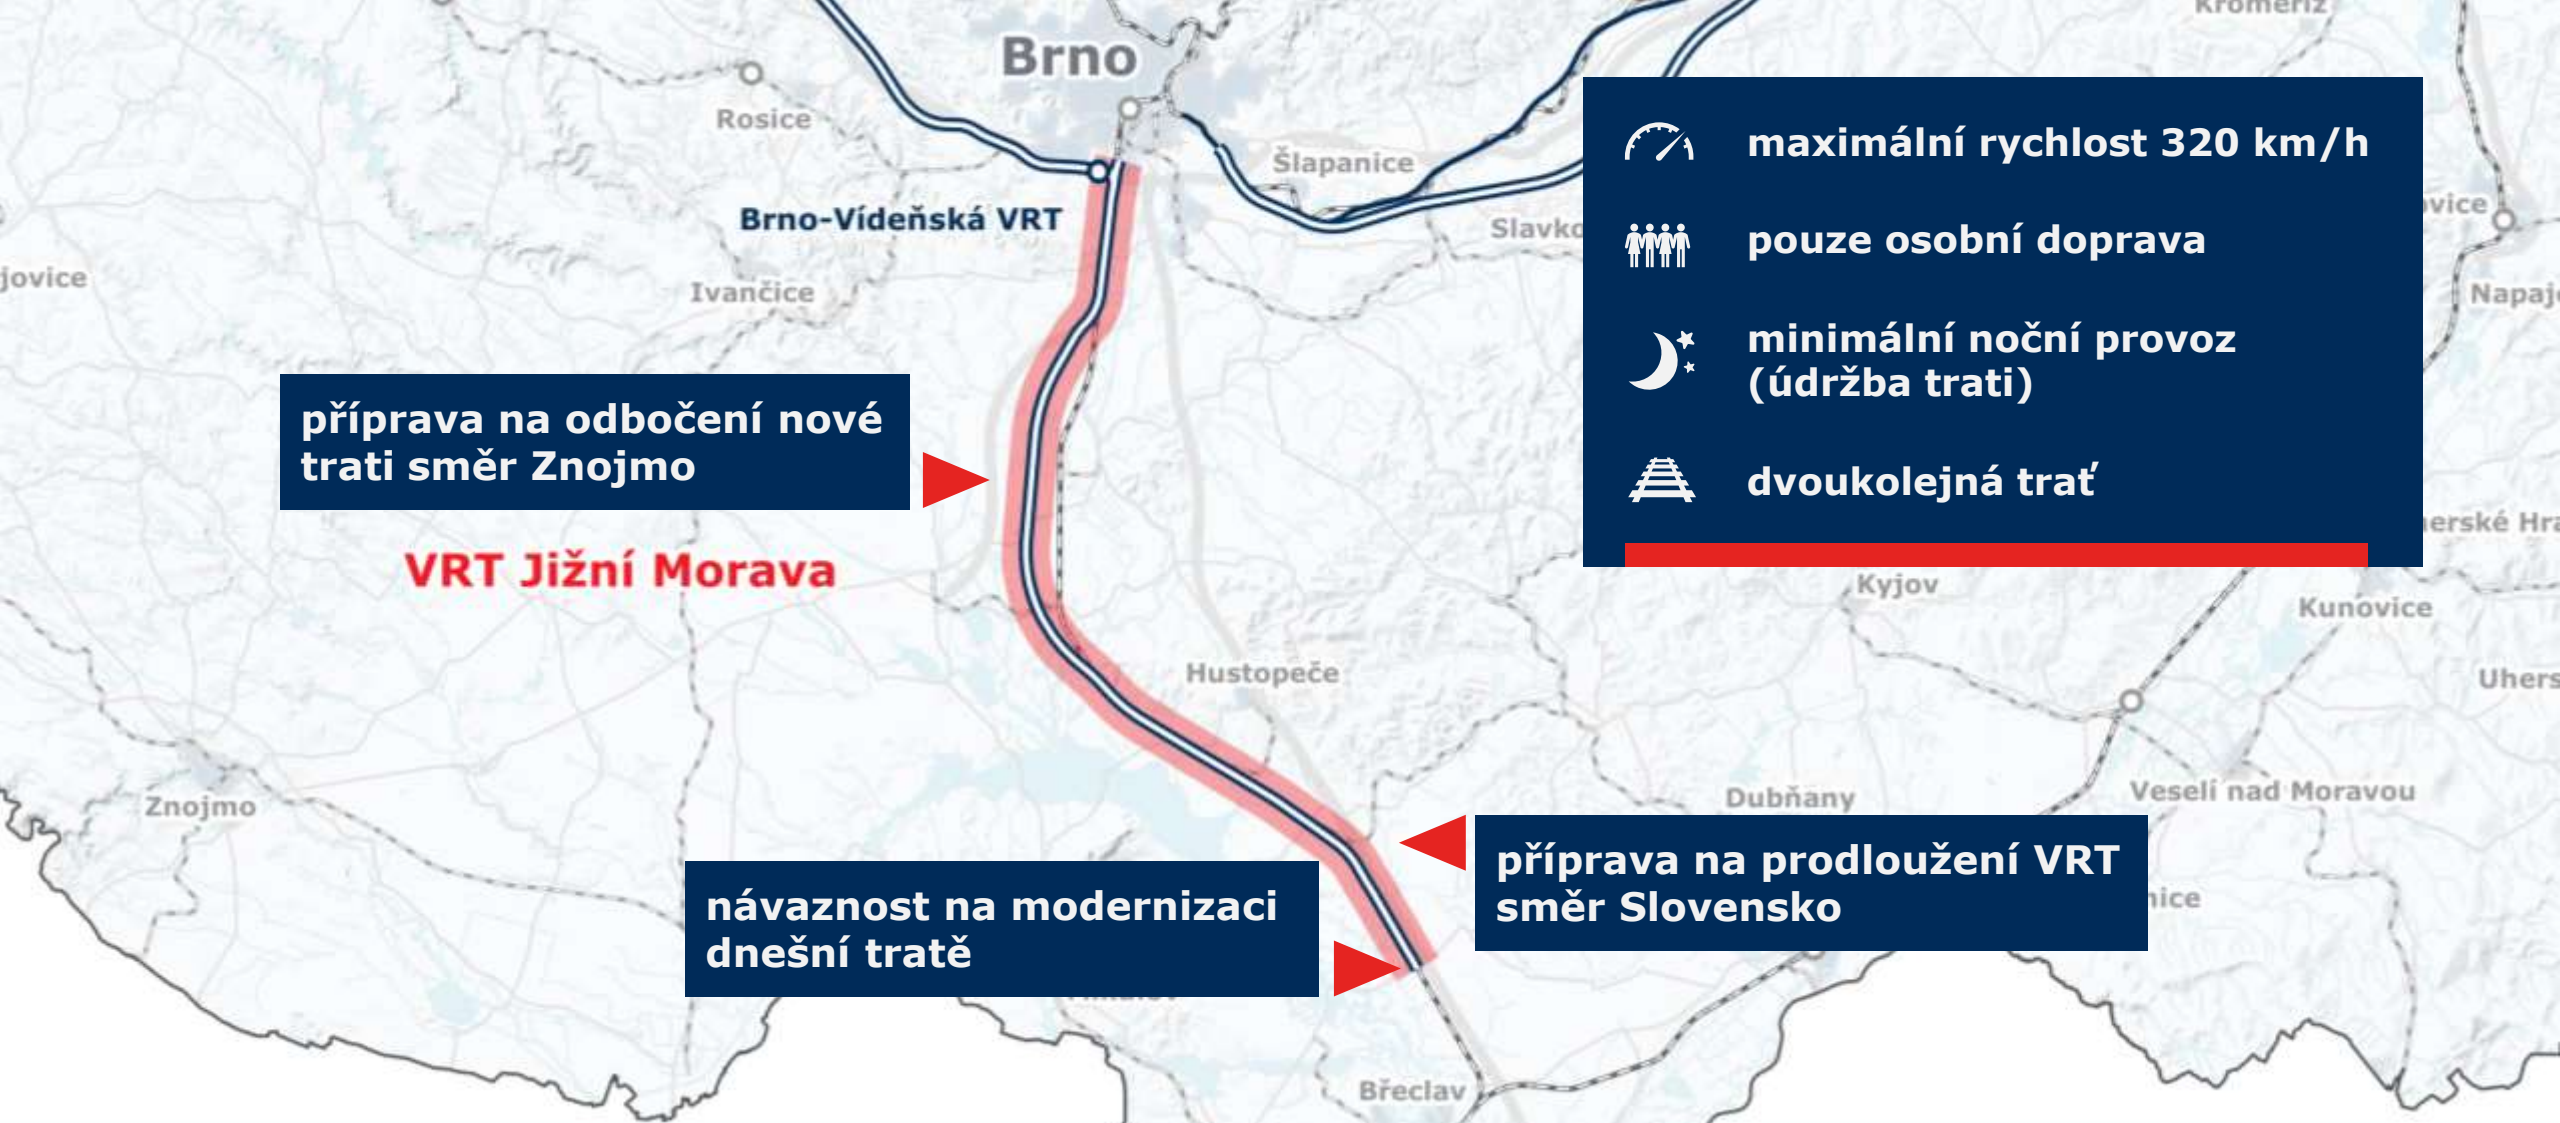 Kroměříž
Brno
Rosice
maximální rychlost 320 km/h
Šlapanice
Brno-Vídeňská VRT
pouze osobní doprava
Ivančice
minimální noční provoz
(údržba trati)
příprava na odbočení nové
trati směr Znojmo
dvoukolejná trať
VRT Jižní Morava
Kyjov
Kunovice
Hustopeče
Znojmo
Dubňany
Veselí nad Moravou
příprava na prodloužení VRT
směr Slovensko
návaznost na modernizaci
dnešní tratě
Břeclav